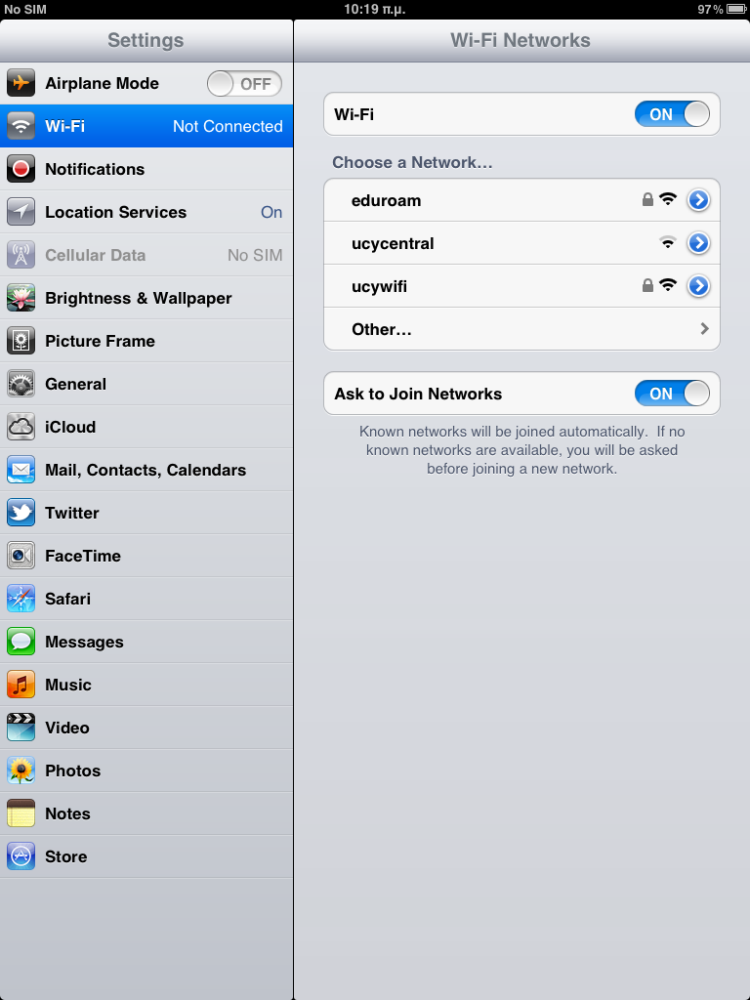 No SIM 10:19 π.μ. 97%
Settings
Airplane Mode OFF
Wi-Fi Not Connected
Notifications
Location Services On
Cellular Data No SIM
Brightness & Wallpaper
Picture Frame
General
iCloud
Mail, Contacts, Calendars
Twitter
FaceTime
Safari
Messages
Music
Video
Photos
Notes
Store
Wi-Fi Networks
Wi-Fi ON
Choose a Network...
eduroam
ucycentral
ucywifi
Other...
Ask to Join Networks ON
Known networks will be joined automatically. If no
known networks are available, you will be asked
before joining a new network.